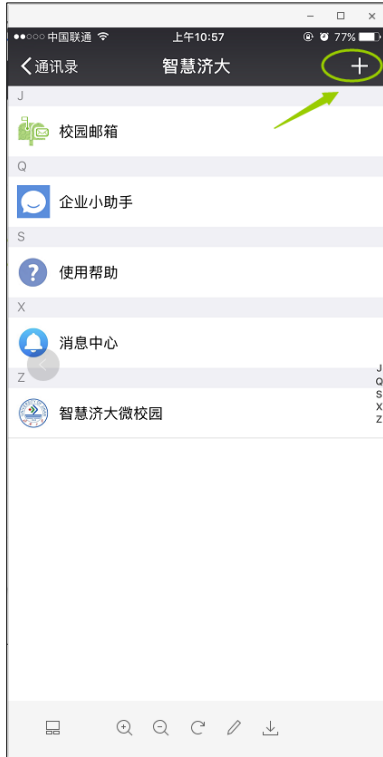 中国联通 上午10:57 77%
通讯录 智慧济大
J
校园邮箱
Q
企业小助手
S
使用帮助
X
消息中心
Z
智慧济大微校园
J
Q
S
X
Z